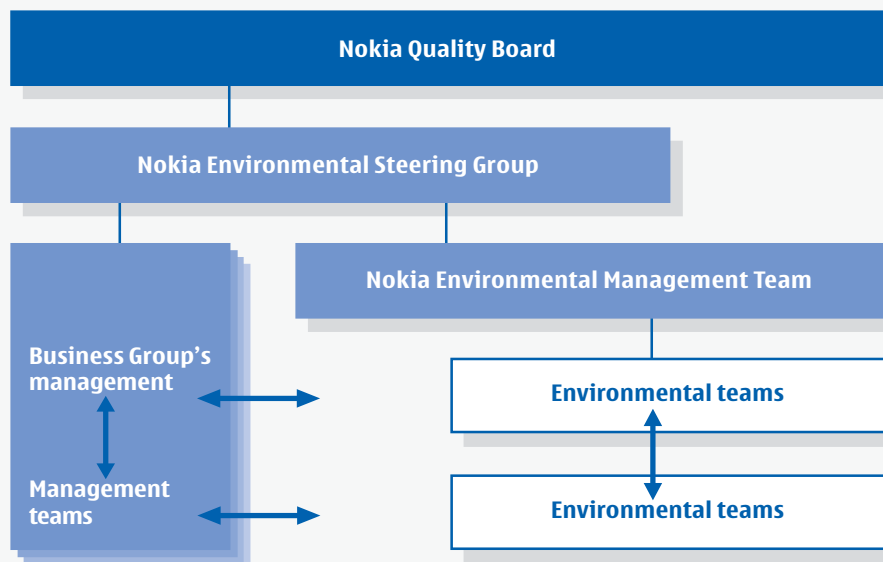 Nokia Quality Board
Nokia Environmental Steering Group
Nokia Environmental Management Team
Business Group’s
management
Environmental teams
Management
teams
Environmental teams